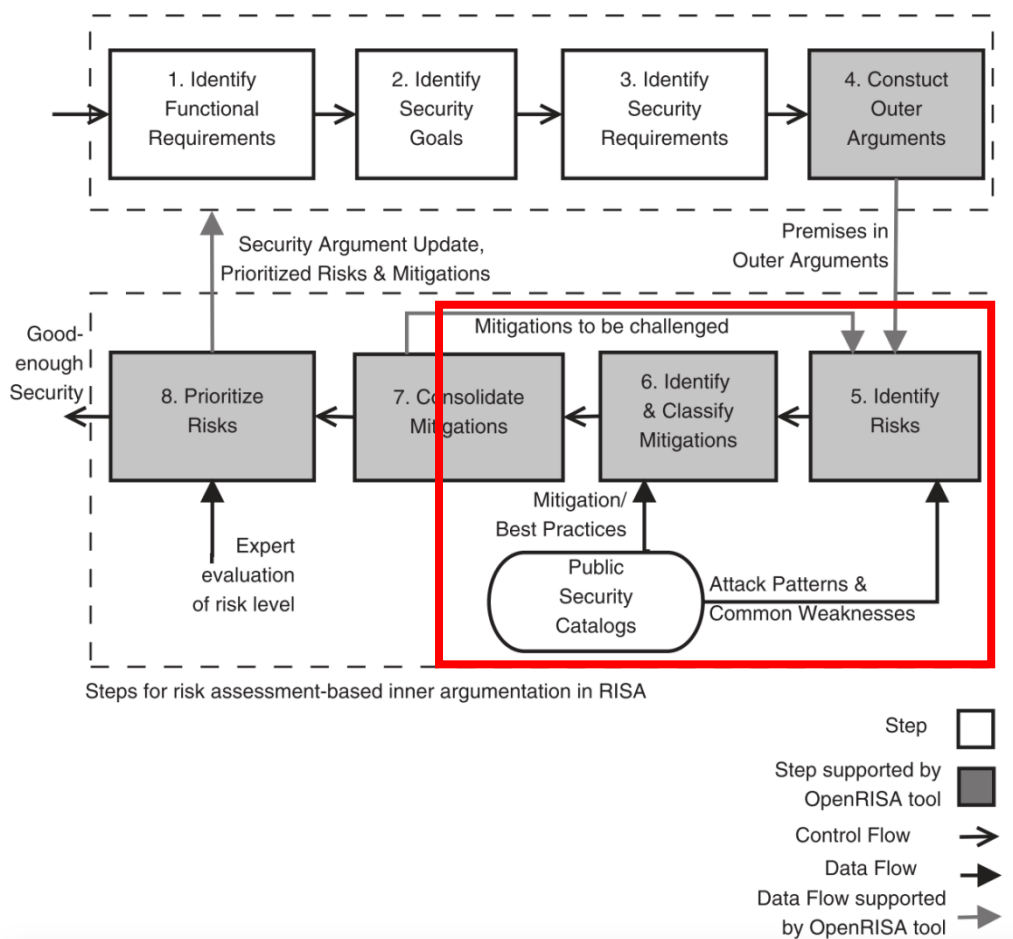 1. Identify
Functional
Requirements
2. Identify
Security
Goals
3. Identify
Security
Requirements
4. Constuct
Outer
Arguments
Security Argument Update,
Prioritized Risks & Mitigations
Premises in
Outer Arguments
Good-
enough
Security
Mitigations to be challenged
8. Prioritize
Risks
7. Consolidate
Mitigations
6. Identify
& Classify
Mitigations
5. Identify
Risks
Expert
evaluation
of risk level
Mitigation/
Best Practices
Public
Security
Catalogs
Attack Patterns &
Common Weaknesses
Steps for risk assessment-based inner argumentation in RISA
Step
Step supported by
OpenRISA tool
Control Flow
Data Flow
Data Flow supported
by OpenRISA tool